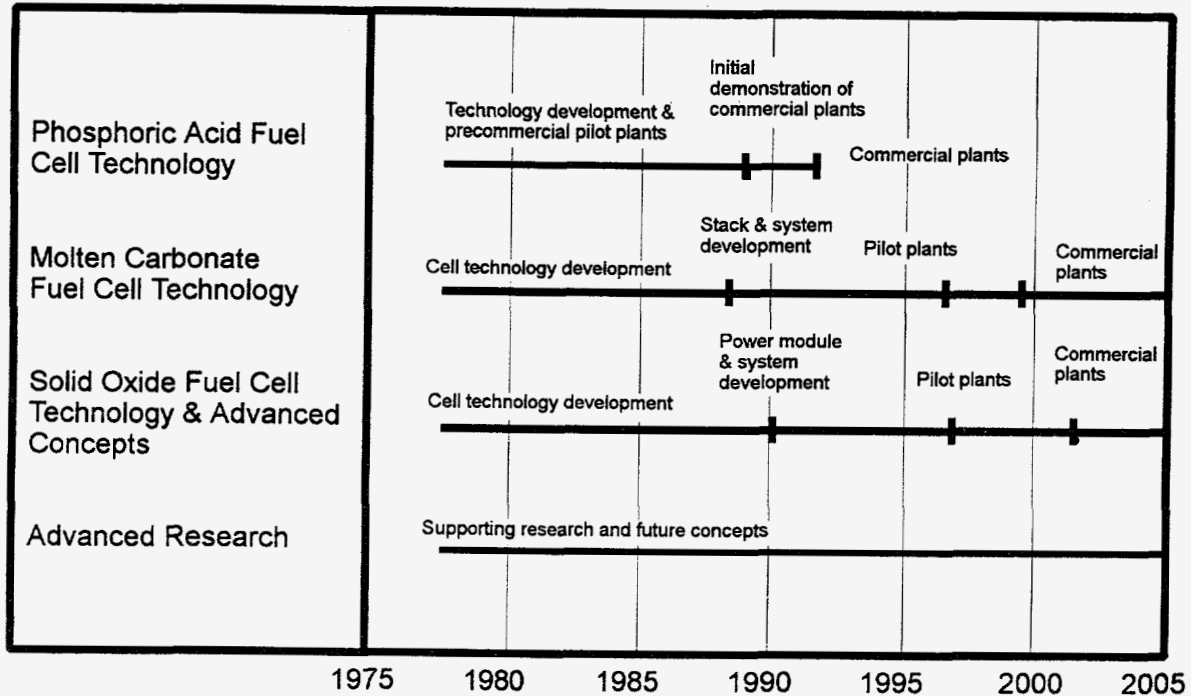 Phosphoric Acid Fuel
Cell Technology
Technology development &
precommercial pilot plants
Initial
demonstration of
commercial plants
Commercial plants
Molten Carbonate
Fuel Cell Technology
Cell technology development
Stack & system
development
Pilot plants
Commercial
plants
Solid Oxide Fuel Cell
Technology & Advanced
Concepts
Cell technology development
Power module
& system
development
Pilot plants
Commercial
plants
Advanced Research
Supporting research and future concepts
1975 1980 1985 1990 1995 2000 2005